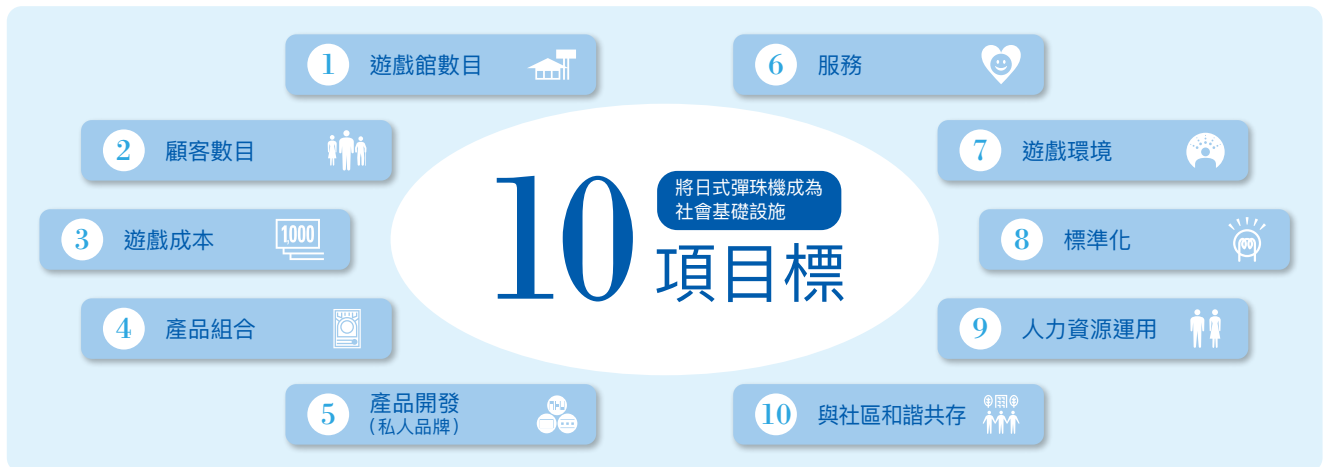 10
將日式彈珠機成為
社會基礎設施
項目標
1 遊戲館數目
2 顧客數目
3 遊戲成本
1,000
4 產品組合
5 產品開發
（私人品牌）
6 服務
7 遊戲環境
8 標準化
9 人力資源運用
10 與社區和諧共存